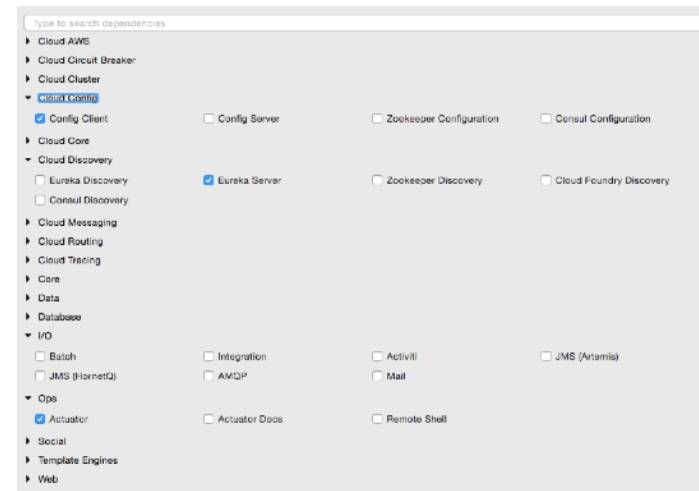 Type to search dependencies
Cloud AWS
Cloud Circuit Breaker
Cloud Cluster
Cloud Config
Config Client Config Server Zookeeper Configuration Consul Configuration
Cloud Core
Cloud Discovery
Eureka Discovery Eureka Server Zookeeper Discovery Cloud Foundry Discovery
Consul Discovery
Cloud Messaging
Cloud Routing
Cloud Tracing
Core
Data
Database
I/O
Batch Integration Activiti JMS (Artemis)
JMS (HornetQ) AMQP Mail
Ops
Actuator Actuator Docs Remote Shell
Social
Template Engines
Web